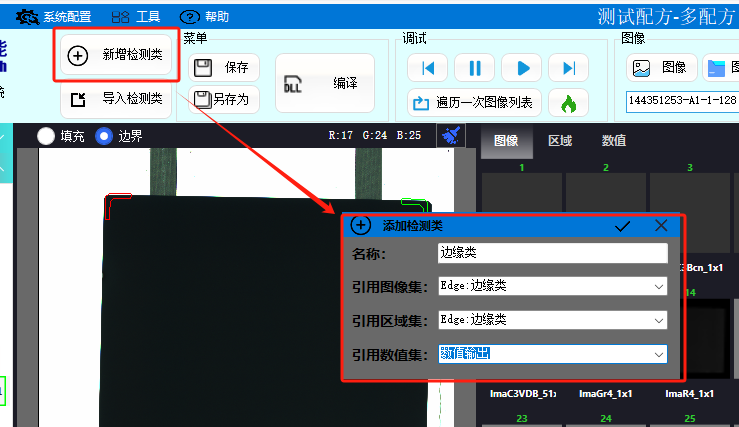 系统配置 工具 帮助
测试配方-多配方
能
h
统
新增检测类
导入检测类
菜单
保存
另存为
编译
DLL
调试
遍历一次图像列表
图像
图像
144351253-A1-1-128
填充 边界
R:17 G:24 B:25
图像 区域 数值
1 2 3
添加检测类
名称： 边缘类
引用图像集： Edge:边缘类
引用区域集： Edge:边缘类
引用数值集： 数值输出
Bcn_1x1
14
ImaC3VDB_51x ImaGr4_1x1 ImaR4_1x1
23 24 25